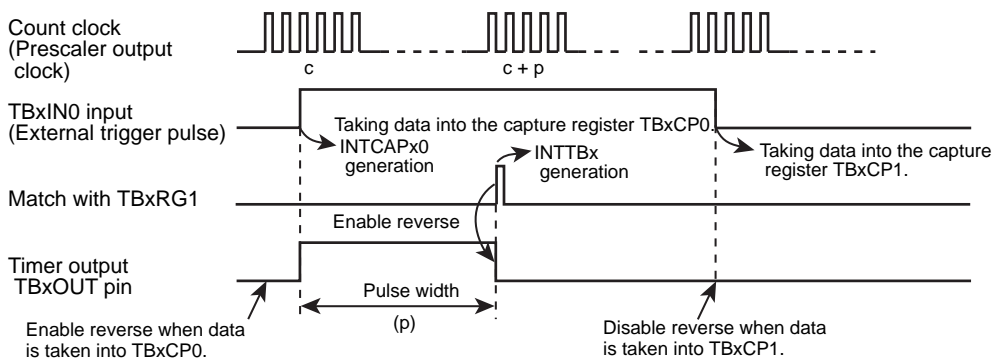 Count clock
(Prescaler output
clock)
c
c + p
TBxIN0 input
(External trigger pulse)
Taking data into the capture register TBxCP0.
INTCAPx0
generation
INTTBx
generation
Taking data into the capture
register TBxCP1.
Match with TBxRG1
Enable reverse
Timer output
TBxOUT pin
Pulse width
(p)
Enable reverse when data
is taken into TBxCP0.
Disable reverse when data
is taken into TBxCP1.